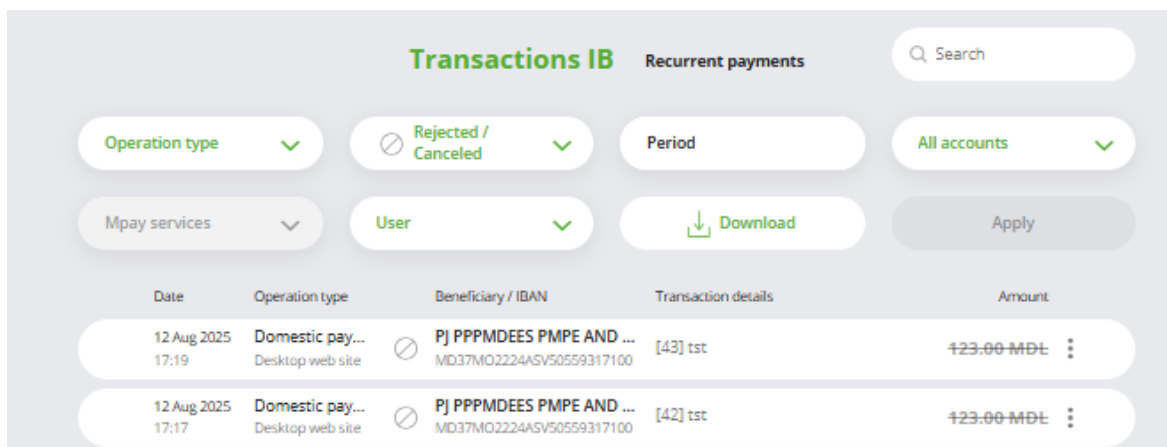 Transactions IB
Recurrent payments
Search
Operation type
Rejected /
Canceled
Period
All accounts
Mpay services
User
Download
Apply
Date Operation type Beneficiary / IBAN Transaction details Amount
12 Aug 2025 Domestic pay... PJ PPPMDEES PMPE AND ... [43] tst 123.00 MDL
17:19 Desktop web site MD37MO2224ASV50559317100
12 Aug 2025 Domestic pay... PJ PPPMDEES PMPE AND ... [42] tst 123.00 MDL
17:17 Desktop web site MD37MO2224ASV50559317100